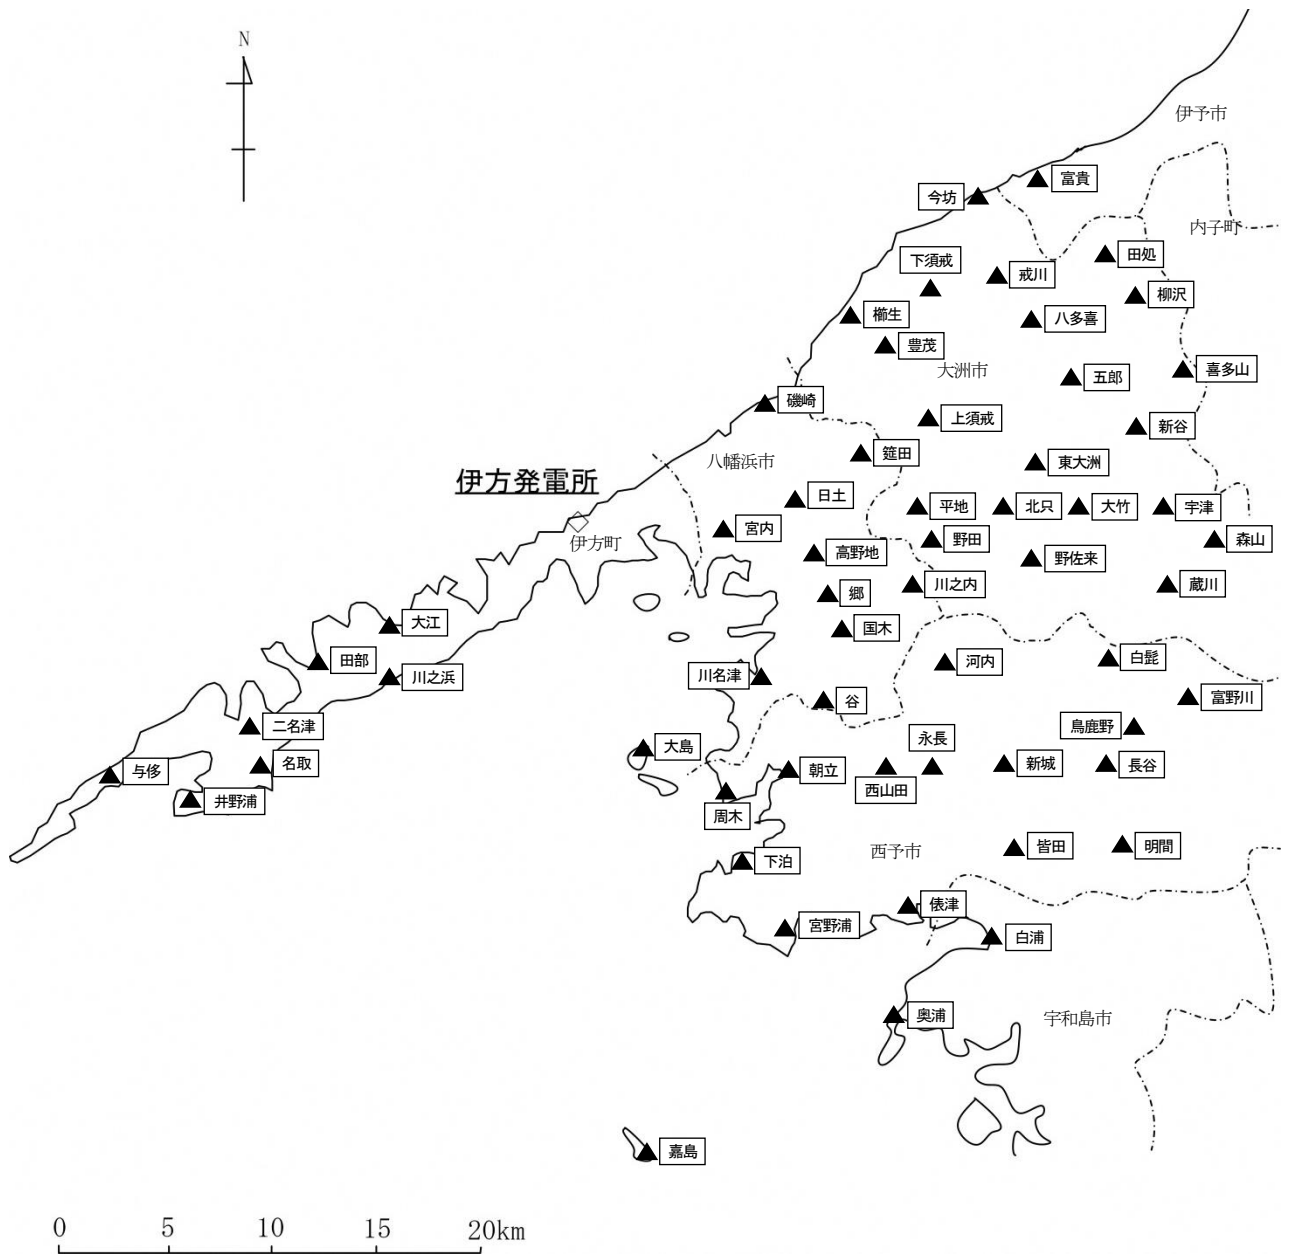 N
伊予市
富貴
今坊
内子町
田処
下須戒
戒川
柳沢
櫛生
八多喜
豊茂
大洲市
喜多山
五郎
磯崎
上須戒
新谷
筵田
八幡浜市
東大洲
伊方発電所
日土
平地
北只
大竹
宇津
宮内
伊方町
野田
森山
高野地
野佐来
川之内
蔵川
郷
大江
国木
田部
川名津
河内
白髭
川之浜
谷
富野川
二名津
鳥鹿野
大島
永長
与侈
名取
朝立
新城
長谷
西山田
井野浦
周木
皆田
明間
西予市
下泊
俵津
宮野浦
白浦
奥浦
宇和島市
嘉島
0 5 10 15 20km